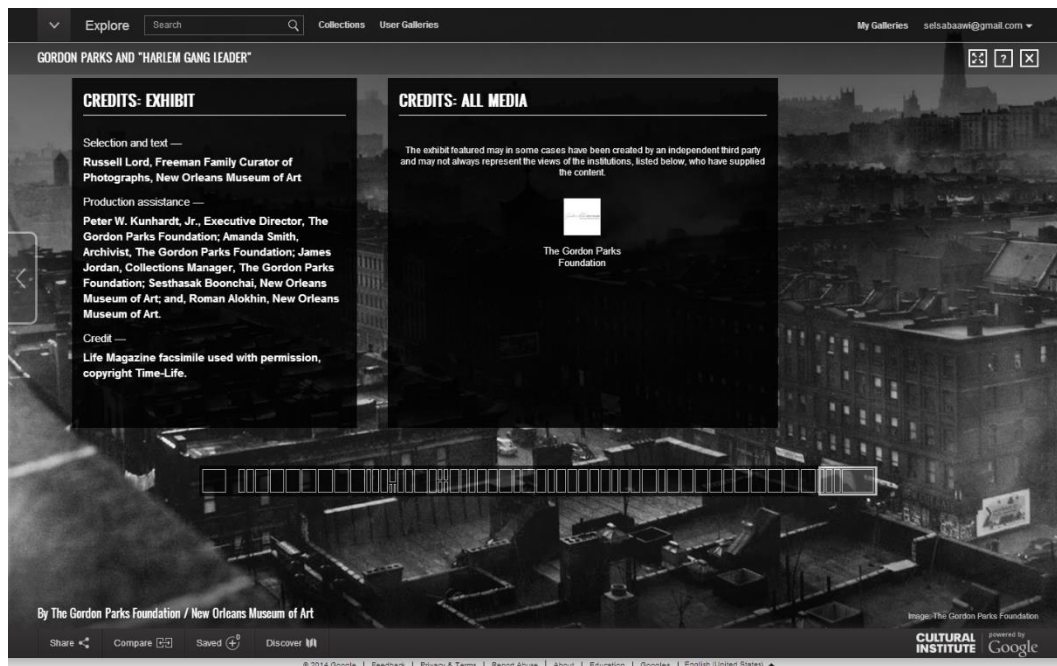 Explore Search Collections User Galleries My Galleries selsabaawi@gmail.com
GORDON PARKS AND "HARLEM GANG LEADER" ?
CREDITS: EXHIBIT
Selection and text —
Russell Lord, Freeman Family Curator of
Photographs, New Orleans Museum of Art
Production assistance —
Peter W. Kunhardt, Jr., Executive Director, The
Gordon Parks Foundation; Amanda Smith,
Archivist, The Gordon Parks Foundation; James
Jordan, Collections Manager, The Gordon Parks
Foundation; Sesthasak Boonchai, New Orleans
Museum of Art; and, Roman Alokhin, New Orleans
Museum of Art.
Credit —
Life Magazine facsimile used with permission,
copyright Time-Life.
CREDITS: ALL MEDIA
The exhibit featured may in some cases have been created by an independent third party
and may not always represent the views of the institutions, listed below, who have supplied
the content.
The Gordon Parks
Foundation
By The Gordon Parks Foundation / New Orleans Museum of Art
Image: The Gordon Parks Foundation
Share Compare Saved 0 Discover
CULTURAL
INSTITUTE
powered by
Google
© 2014 Google | Feedback | Privacy & Terms | Report Abuse | About | Education | Googles | English (United States)